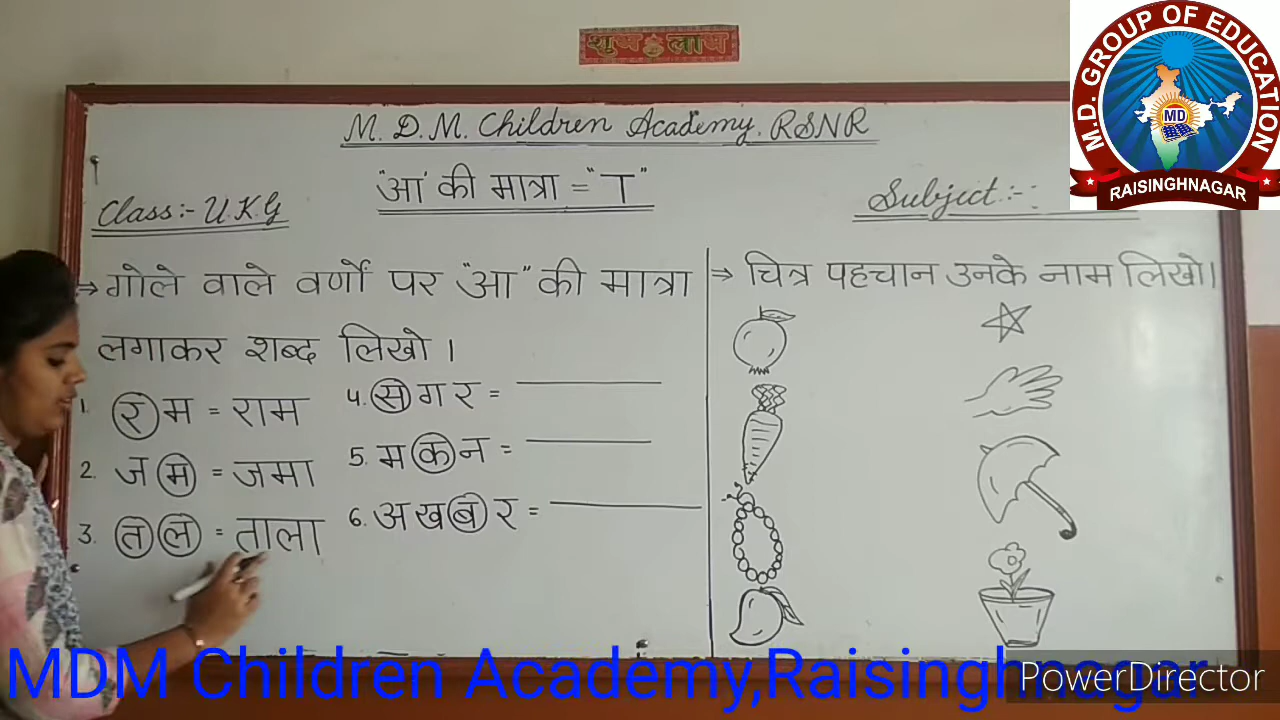 शुभ लाभ
M. D. M. Children Academy. RSNR
"आ" की मात्रा = "ा"
Class:- U.K.G
Subject:-
⇒ गोले वाले वर्णों पर "आ" की मात्रा
लगाकर शब्द लिखो।
1. र म = राम
2. ज म = जमा
3. त ल = ताला
4. स ग र =
5. म क न =
6. अ ख ब र =
⇒ चित्र पहचान उनके नाम लिखो।
M.D. GROUP OF EDUCATION
MD
RAISINGHNAGAR
MDM Children Academy,Raisinghnagar
PowerDirector